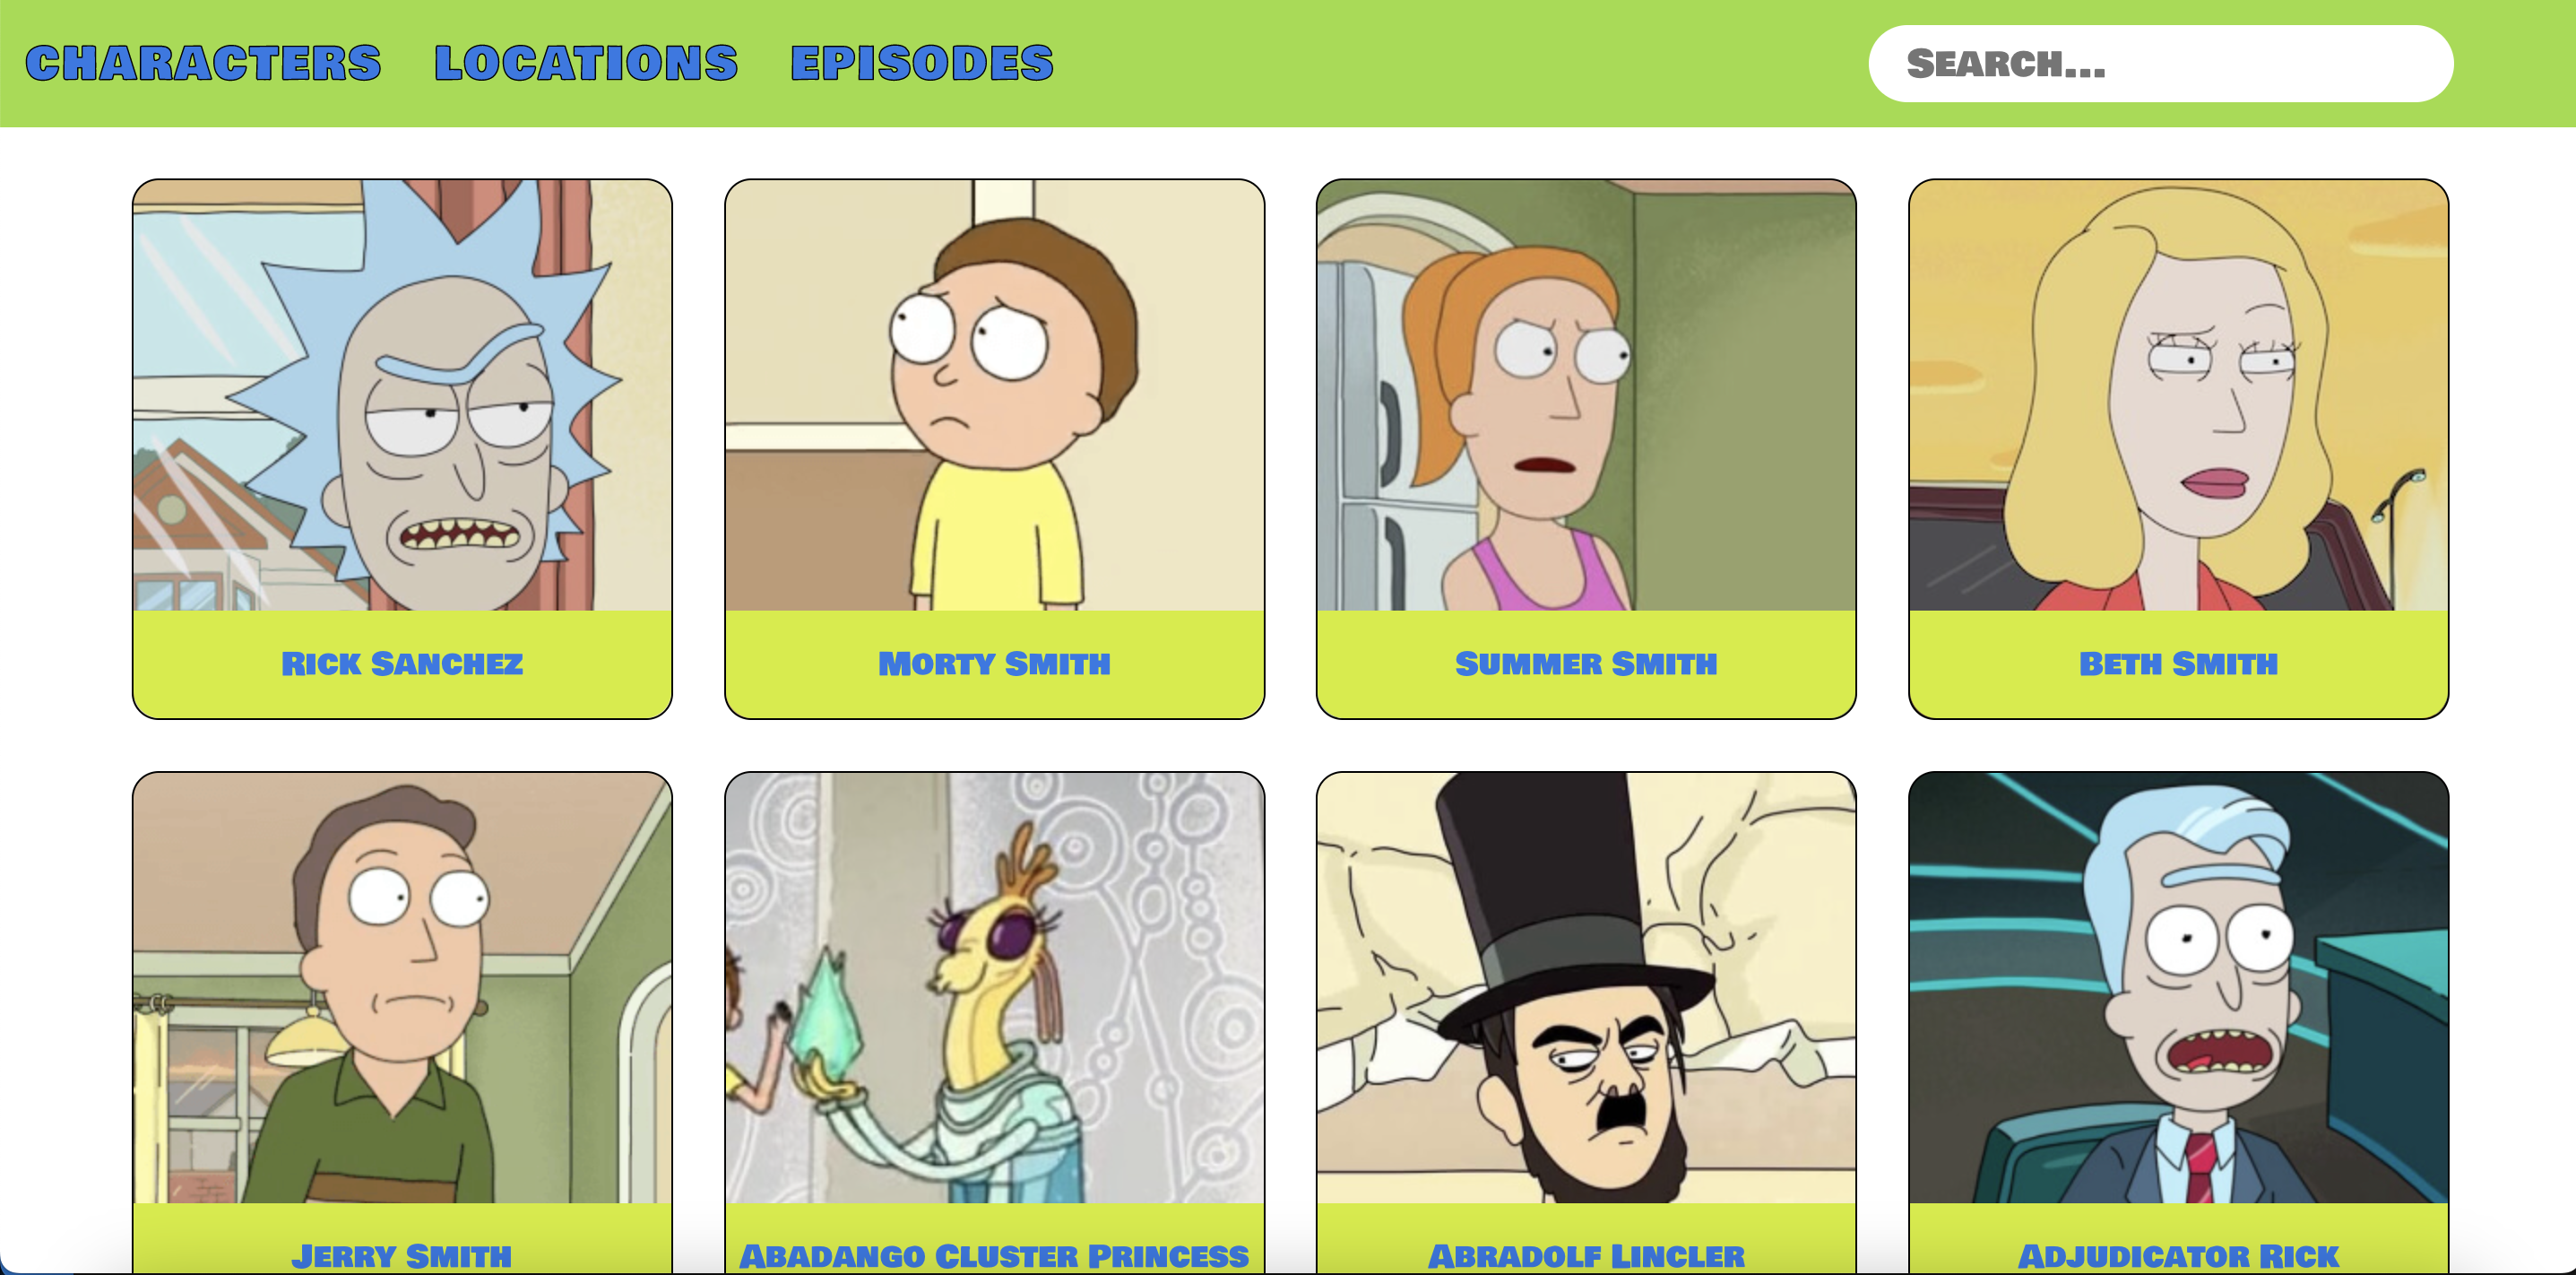 CHARACTERS LOCATIONS EPISODES Search...
Rick Sanchez Morty Smith Summer Smith Beth Smith
Jerry Smith Abadango Cluster Princess Abradolf Lincler Adjudicator Rick